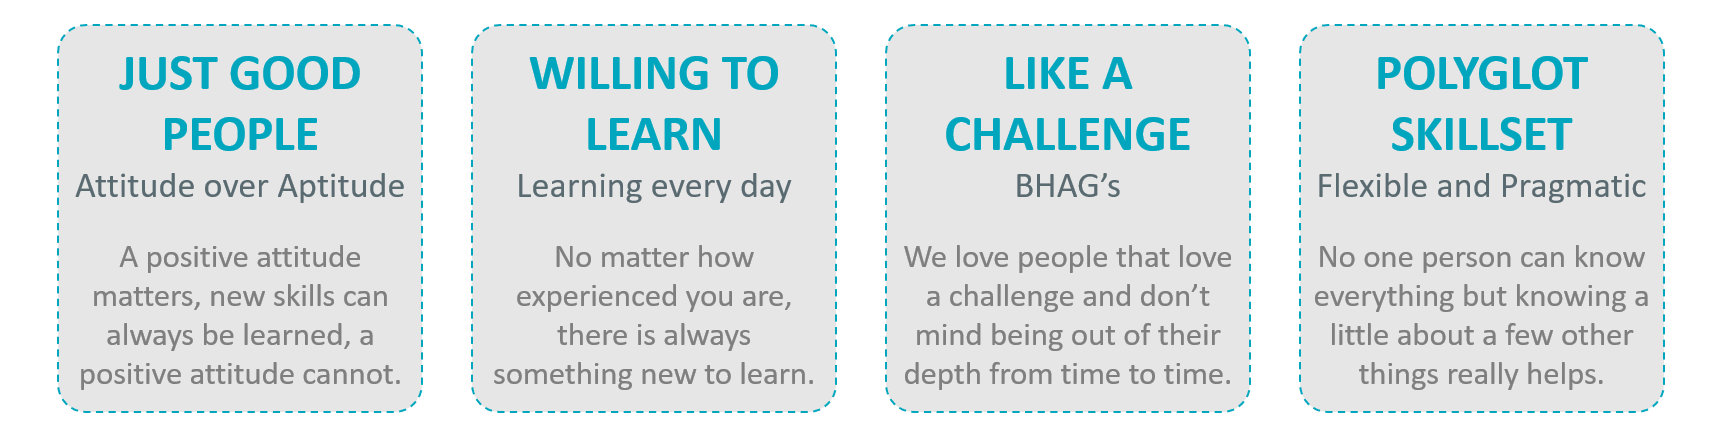 JUST GOOD
PEOPLE
Attitude over Aptitude
A positive attitude
matters, new skills can
always be learned, a
positive attitude cannot.
WILLING TO
LEARN
Learning every day
No matter how
experienced you are,
there is always
something new to learn.
LIKE A
CHALLENGE
BHAG’s
We love people that love
a challenge and don’t
mind being out of their
depth from time to time.
POLYGLOT
SKILLSET
Flexible and Pragmatic
No one person can know
everything but knowing a
little about a few other
things really helps.